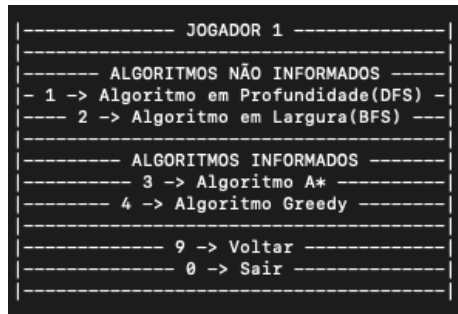 |--------------- JOGADOR 1 ---------------|
|-----------------------------------------|
|------- ALGORITMOS NÃO INFORMADOS -----|
|- 1 -> Algoritmo em Profundidade(DFS) -|
|---- 2 -> Algoritmo em Largura(BFS) ---|
|-----------------------------------------|
|--------- ALGORITMOS INFORMADOS -------|
|---------- 3 -> Algoritmo A* ----------|
|-------- 4 -> Algoritmo Greedy --------|
|-----------------------------------------|
|------------- 9 -> Voltar -------------|
|-------------- 0 -> Sair --------------|
|-----------------------------------------|